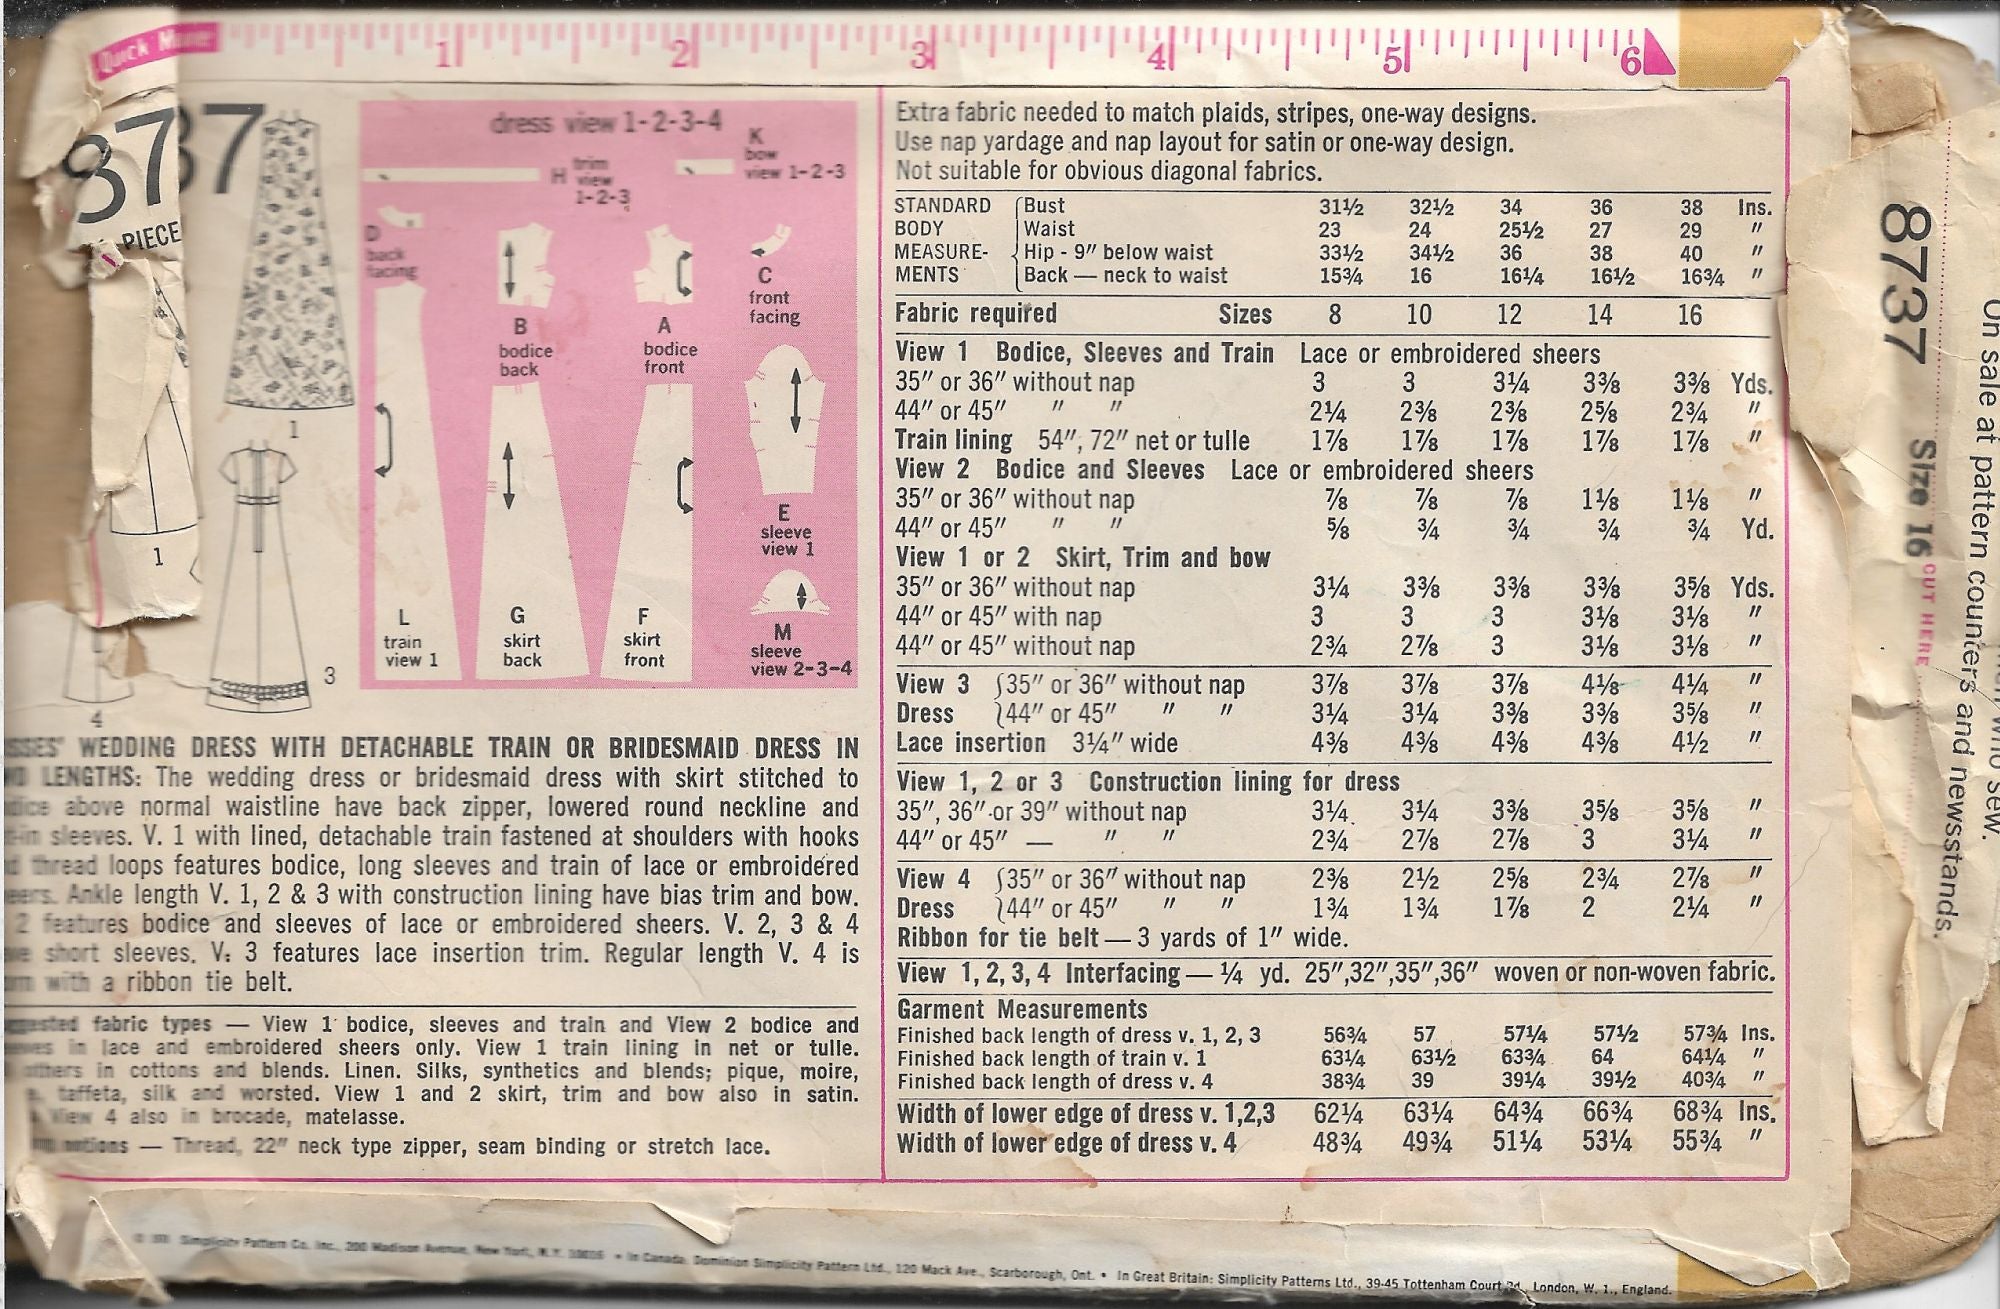 Quick
1 2 3 4 5 6
87
37
PIECE
1
1
3
4
dress view 1-2-3-4
K
bow
view 1-2-3
H trim
view
1-2-3
D
back
facing
C
front
facing
B
bodice
back
A
bodice
front
E
sleeve
view 1
L
train
view 1
G
skirt
back
F
skirt
front
M
sleeve
view 2-3-4
SSES' WEDDING DRESS WITH DETACHABLE TRAIN OR BRIDESMAID DRESS IN
LENGTHS: The wedding dress or bridesmaid dress with skirt stitched to
above normal waistline have back zipper, lowered round neckline and
-in sleeves. V. 1 with lined, detachable train fastened at shoulders with hooks
thread loops features bodice, long sleeves and train of lace or embroidered
Ankle length V. 1, 2 & 3 with construction lining have bias trim and bow.
2 features bodice and sleeves of lace or embroidered sheers. V. 2, 3 & 4
short sleeves. V. 3 features lace insertion trim. Regular length V. 4 is
with a ribbon tie belt.
fabric types — View 1 bodice, sleeves and train and View 2 bodice and
in lace and embroidered sheers only. View 1 train lining in net or tulle.
others in cottons and blends. Linen. Silks, synthetics and blends; pique, moire,
taffeta, silk and worsted. View 1 and 2 skirt, trim and bow also in satin.
View 4 also in brocade, matelasse.
notions — Thread, 22" neck type zipper, seam binding or stretch lace.
Extra fabric needed to match plaids, stripes, one-way designs.
Use nap yardage and nap layout for satin or one-way design.
Not suitable for obvious diagonal fabrics.
STANDARD Bust 31½ 32½ 34 36 38 Ins.
BODY Waist 23 24 25½ 27 29 "
MEASURE- Hip - 9" below waist 33½ 34½ 36 38 40 "
MENTS Back — neck to waist 15¾ 16 16¼ 16½ 16¾ "
Fabric required Sizes 8 10 12 14 16
View 1 Bodice, Sleeves and Train Lace or embroidered sheers
35" or 36" without nap 3 3 3¼ 3⅜ 3⅜ Yds.
44" or 45" " " 2¼ 2⅜ 2⅜ 2⅝ 2¾ "
Train lining 54", 72" net or tulle 1⅞ 1⅞ 1⅞ 1⅞ 1⅞ "
View 2 Bodice and Sleeves Lace or embroidered sheers
35" or 36" without nap ⅞ ⅞ ⅞ 1⅛ 1⅛ "
44" or 45" " " ⅝ ¾ ¾ ¾ ¾ Yd.
View 1 or 2 Skirt, Trim and bow
35" or 36" without nap 3¼ 3⅜ 3⅜ 3⅜ 3⅝ Yds.
44" or 45" with nap 3 3 3 3⅛ 3⅛ "
44" or 45" without nap 2¾ 2⅞ 3 3⅛ 3⅛ "
View 3 35" or 36" without nap 3⅞ 3⅞ 3⅞ 4⅛ 4¼ "
Dress 44" or 45" " " 3¼ 3¼ 3⅜ 3⅜ 3⅝ "
Lace insertion 3¼" wide 4⅜ 4⅜ 4⅜ 4⅜ 4½ "
View 1, 2 or 3 Construction lining for dress
35", 36" or 39" without nap 3¼ 3¼ 3⅜ 3⅝ 3⅝ "
44" or 45" — " " 2¾ 2⅞ 2⅞ 3 3¼ "
View 4 35" or 36" without nap 2⅜ 2½ 2⅝ 2¾ 2⅞ "
Dress 44" or 45" " " 1¾ 1¾ 1⅞ 2 2¼ "
Ribbon for tie belt — 3 yards of 1" wide.
View 1, 2, 3, 4 Interfacing — ¼ yd. 25",32",35",36" woven or non-woven fabric.
Garment Measurements
Finished back length of dress v. 1, 2, 3 56¾ 57 57¼ 57½ 57¾ Ins.
Finished back length of train v. 1 63¼ 63½ 63¾ 64 64¼ "
Finished back length of dress v. 4 38¾ 39 39¼ 39½ 40¾ "
Width of lower edge of dress v. 1,2,3 62¼ 63¼ 64¾ 66¾ 68¾ Ins.
Width of lower edge of dress v. 4 48¾ 49¾ 51¼ 53¼ 55¾ "
Simplicity Pattern Co. Inc., 200 Madison Avenue, New York, N.Y. 10016 • In Canada: Dominion Simplicity Pattern Ltd., 120 Mack Ave., Scarborough, Ont. • In Great Britain: Simplicity Patterns Ltd., 39-45 Tottenham Court Rd., London, W. 1., England.
8737 Size 16
CUT HERE
On sale at pattern counters and newsstands.
who sew.